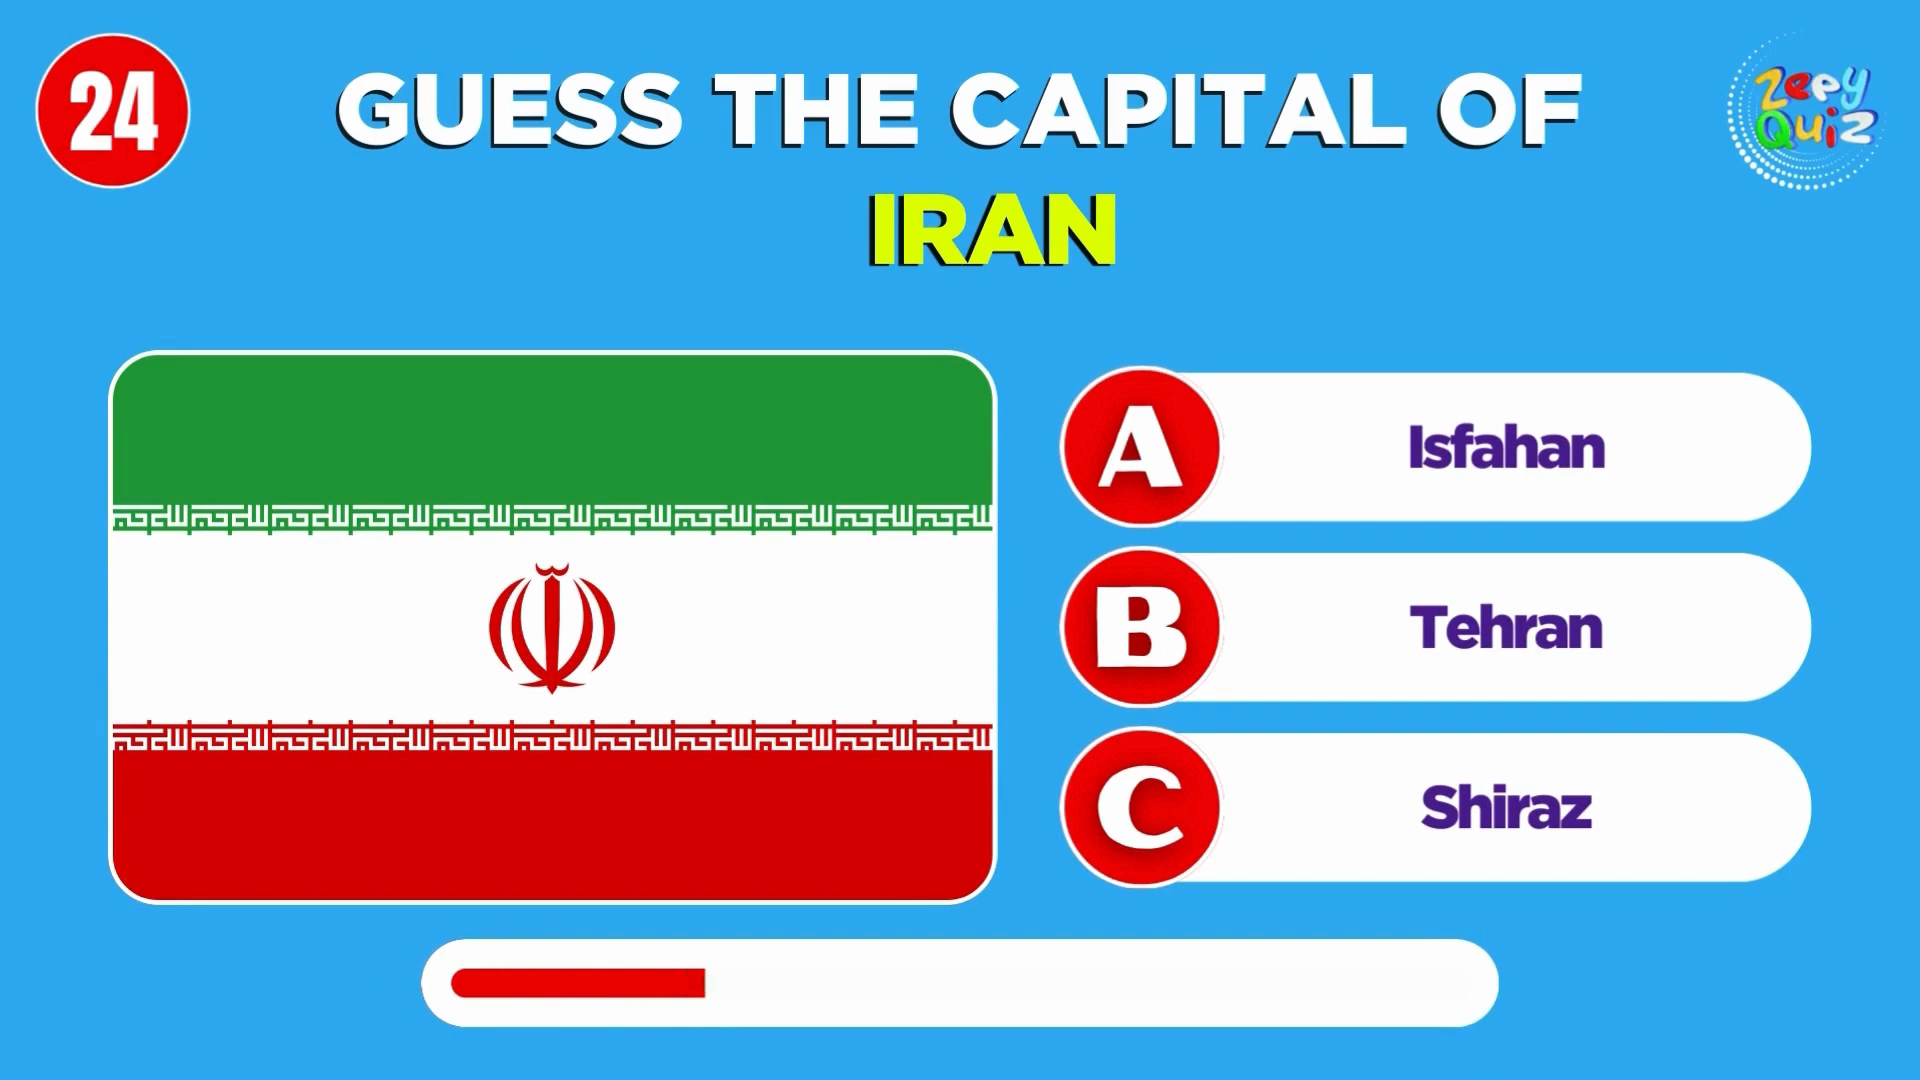 24
GUESS THE CAPITAL OF
IRAN
Zeey
Quiz
A
Isfahan
B
Tehran
C
Shiraz